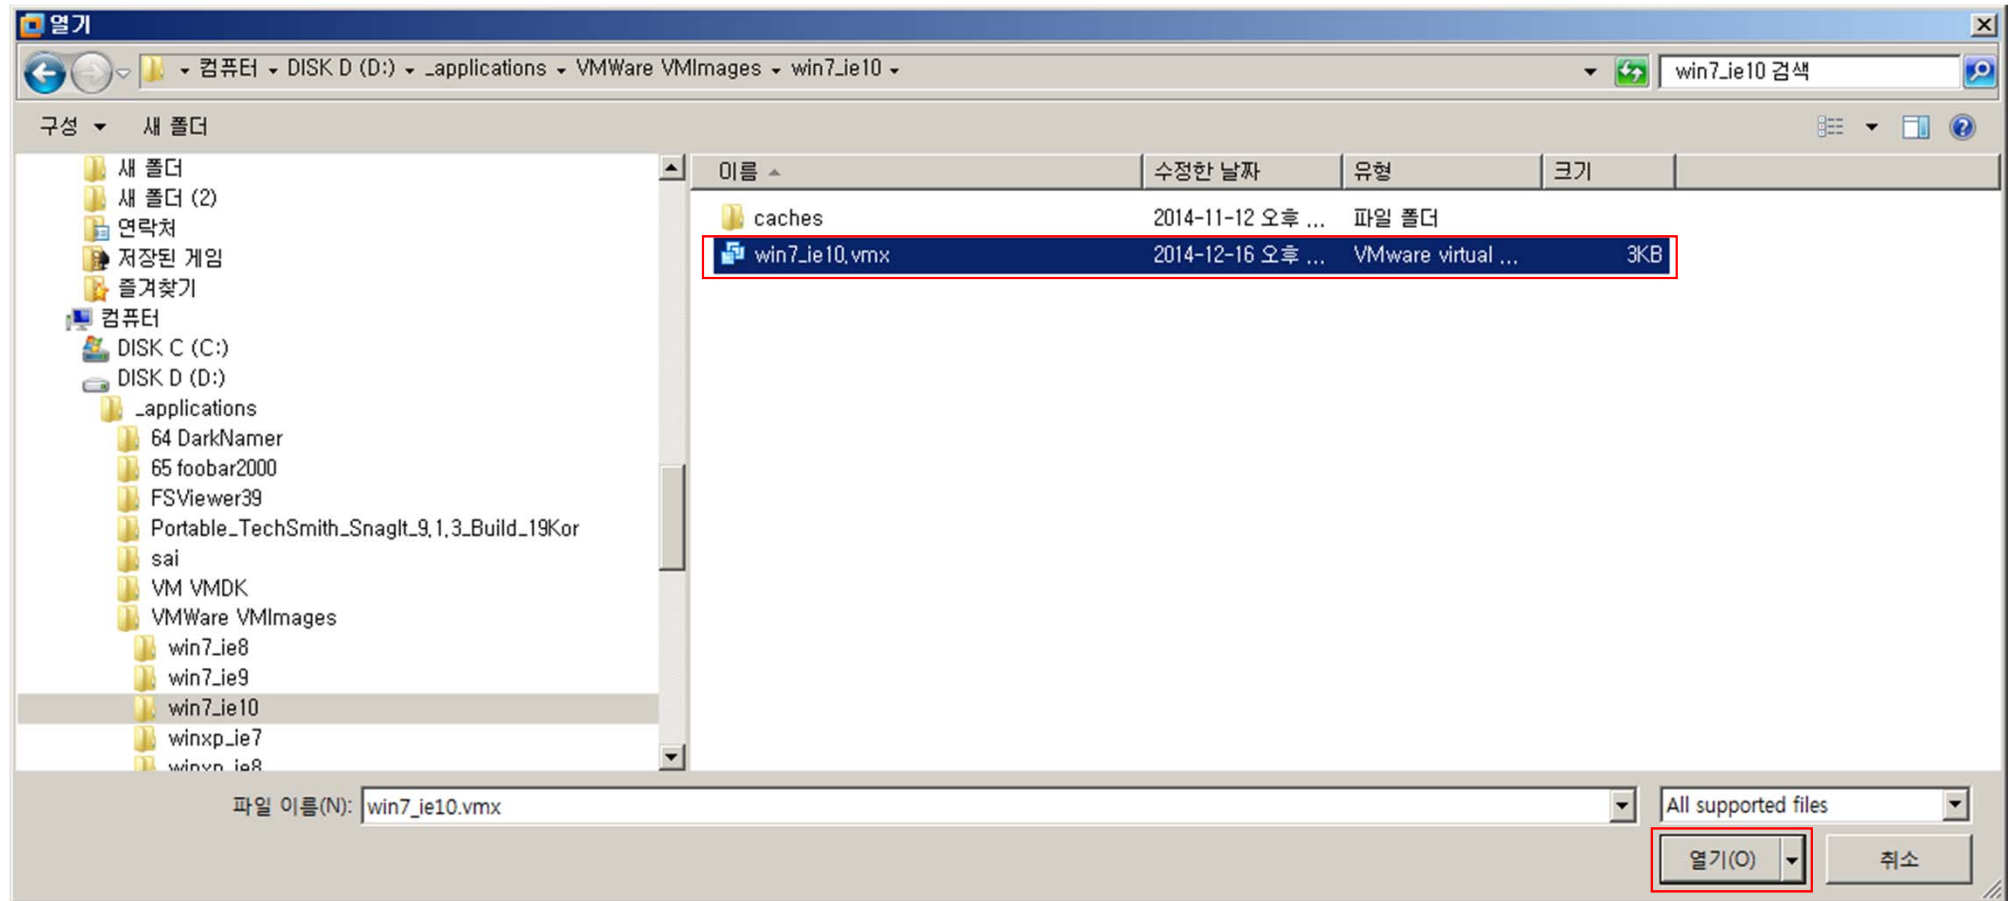 열기
컴퓨터 DISK D (D:) _applications VMWare VMImages win7_ie10
win7_ie10 검색
구성 새 폴더
새 폴더
새 폴더 (2)
연락처
저장된 게임
즐겨찾기
컴퓨터
DISK C (C:)
DISK D (D:)
_applications
64 DarkNamer
65 foobar2000
FSViewer39
Portable_TechSmith_SnagIt_9.1.3_Build_19Kor
sai
VM VMDK
VMWare VMImages
win7_ie8
win7_ie9
win7_ie10
winxp_ie7
winxp_ie8
이름 수정한 날짜 유형 크기
caches 2014-11-12 오후 ... 파일 폴더
win7_ie10.vmx 2014-12-16 오후 ... VMware virtual ... 3KB
파일 이름(N): win7_ie10.vmx All supported files
열기(O) 취소